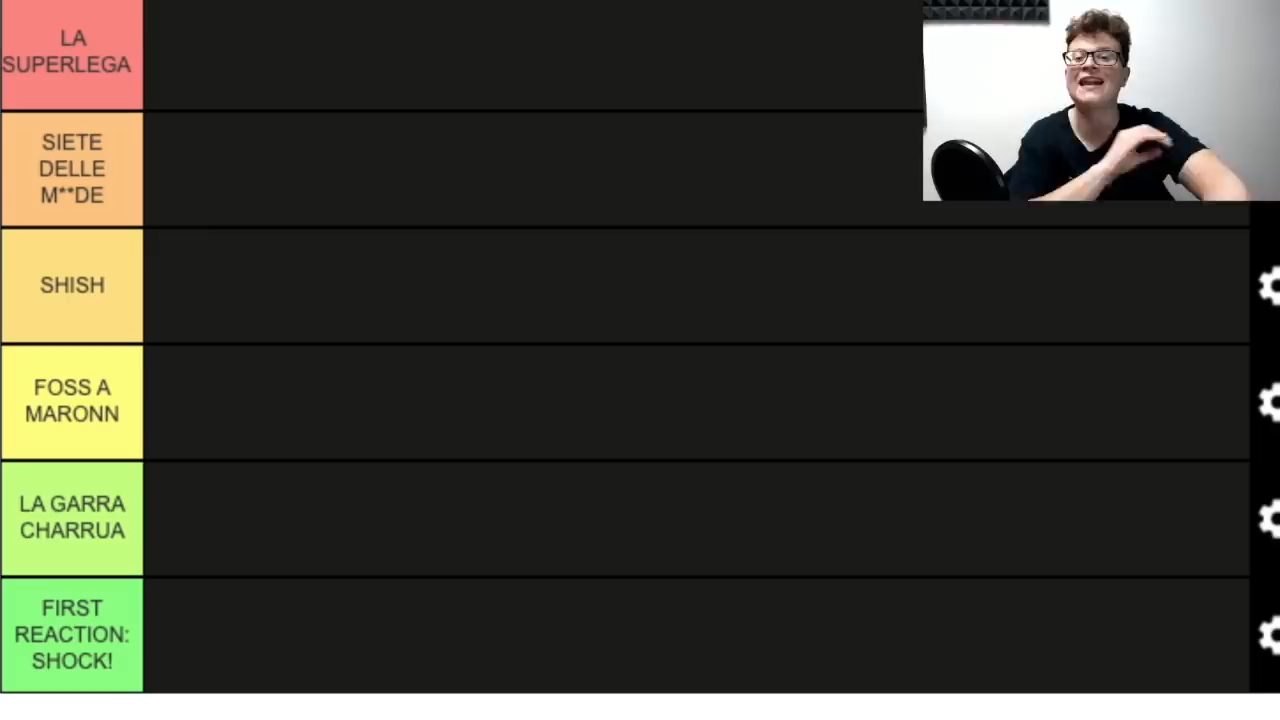 LA
SUPERLEGA
SIETE
DELLE
M**DE
SHISH
FOSS A
MARONN
LA GARRA
CHARRUA
FIRST
REACTION:
SHOCK!